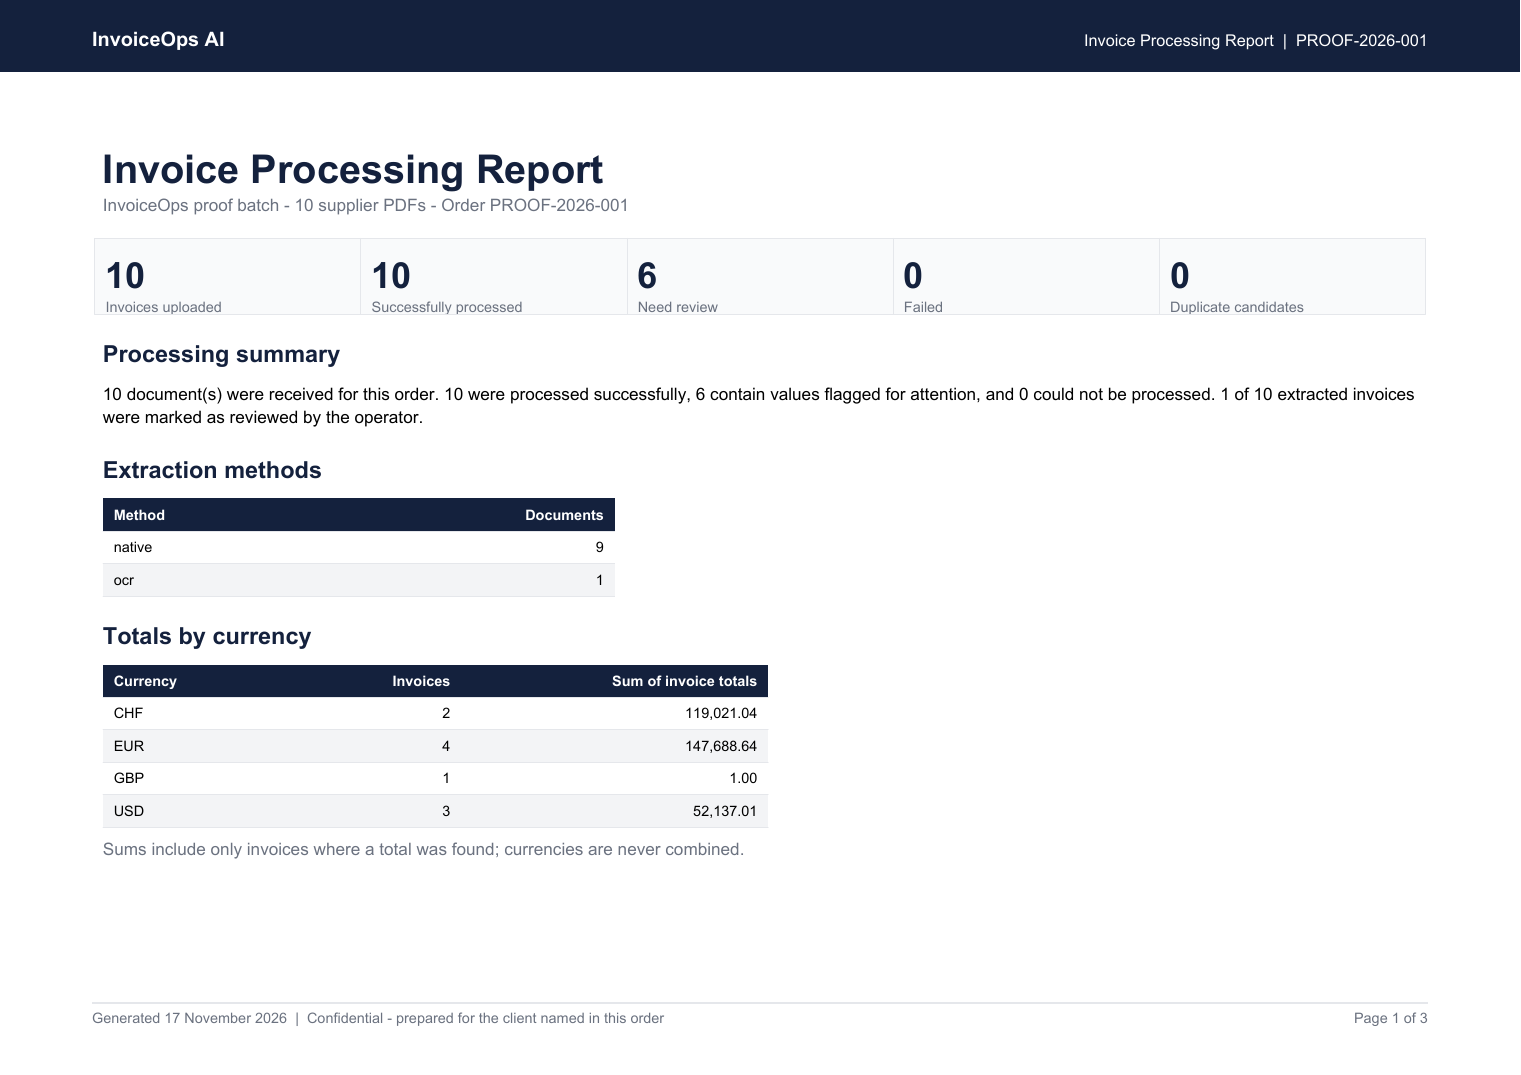 InvoiceOps AI
Invoice Processing Report | PROOF-2026-001
Invoice Processing Report
InvoiceOps proof batch - 10 supplier PDFs - Order PROOF-2026-001
10 10 6 0 0
Invoices uploaded Successfully processed Need review Failed Duplicate candidates
Processing summary
10 document(s) were received for this order. 10 were processed successfully, 6 contain values flagged for attention, and 0 could not be processed. 1 of 10 extracted invoices
were marked as reviewed by the operator.
Extraction methods
Method Documents
native 9
ocr 1
Totals by currency
Currency Invoices Sum of invoice totals
CHF 2 119,021.04
EUR 4 147,688.64
GBP 1 1.00
USD 3 52,137.01
Sums include only invoices where a total was found; currencies are never combined.
Generated 17 November 2026 | Confidential - prepared for the client named in this order
Page 1 of 3